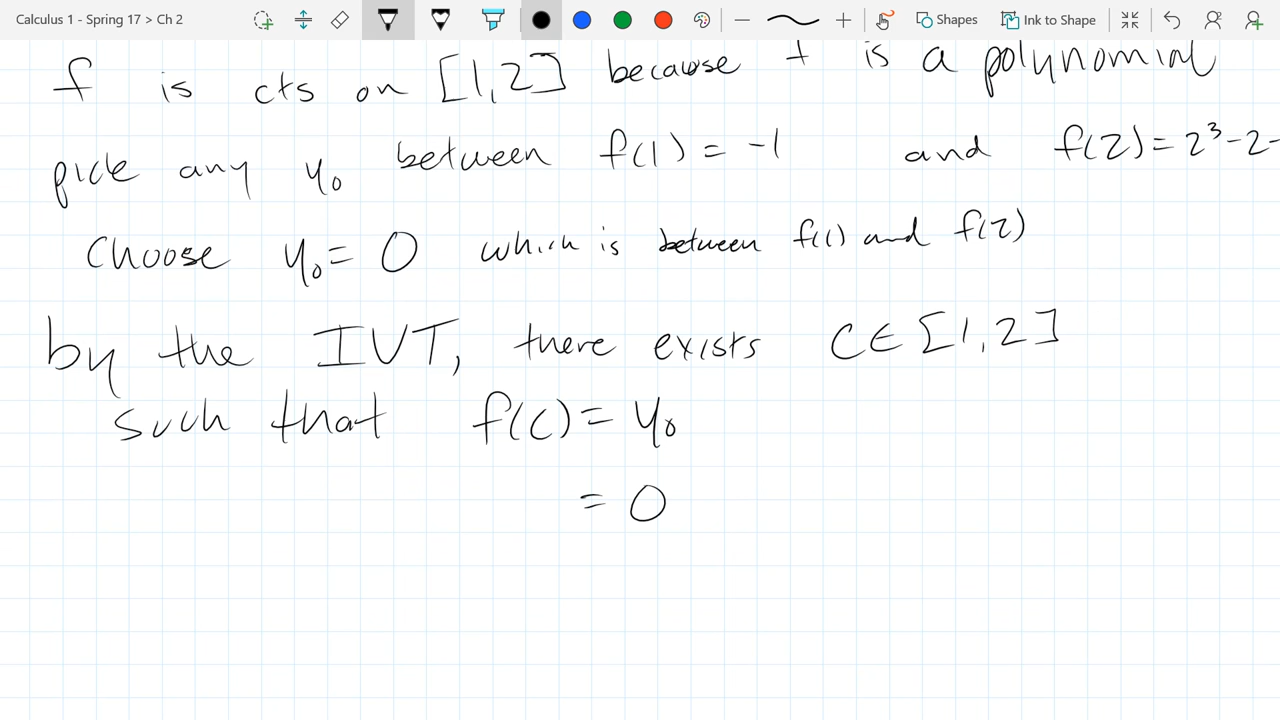 Calculus 1 - Spring 17 > Ch 2
Shapes
Ink to Shape
f is cts on [1,2] because f is a polynomial
pick any y₀ between f(1) = -1 and f(2) = 2³-2-
Choose y₀ = 0 which is between f(1) and f(2)
by the IVT, there exists C ∈ [1,2]
such that f(c) = y₀
= 0